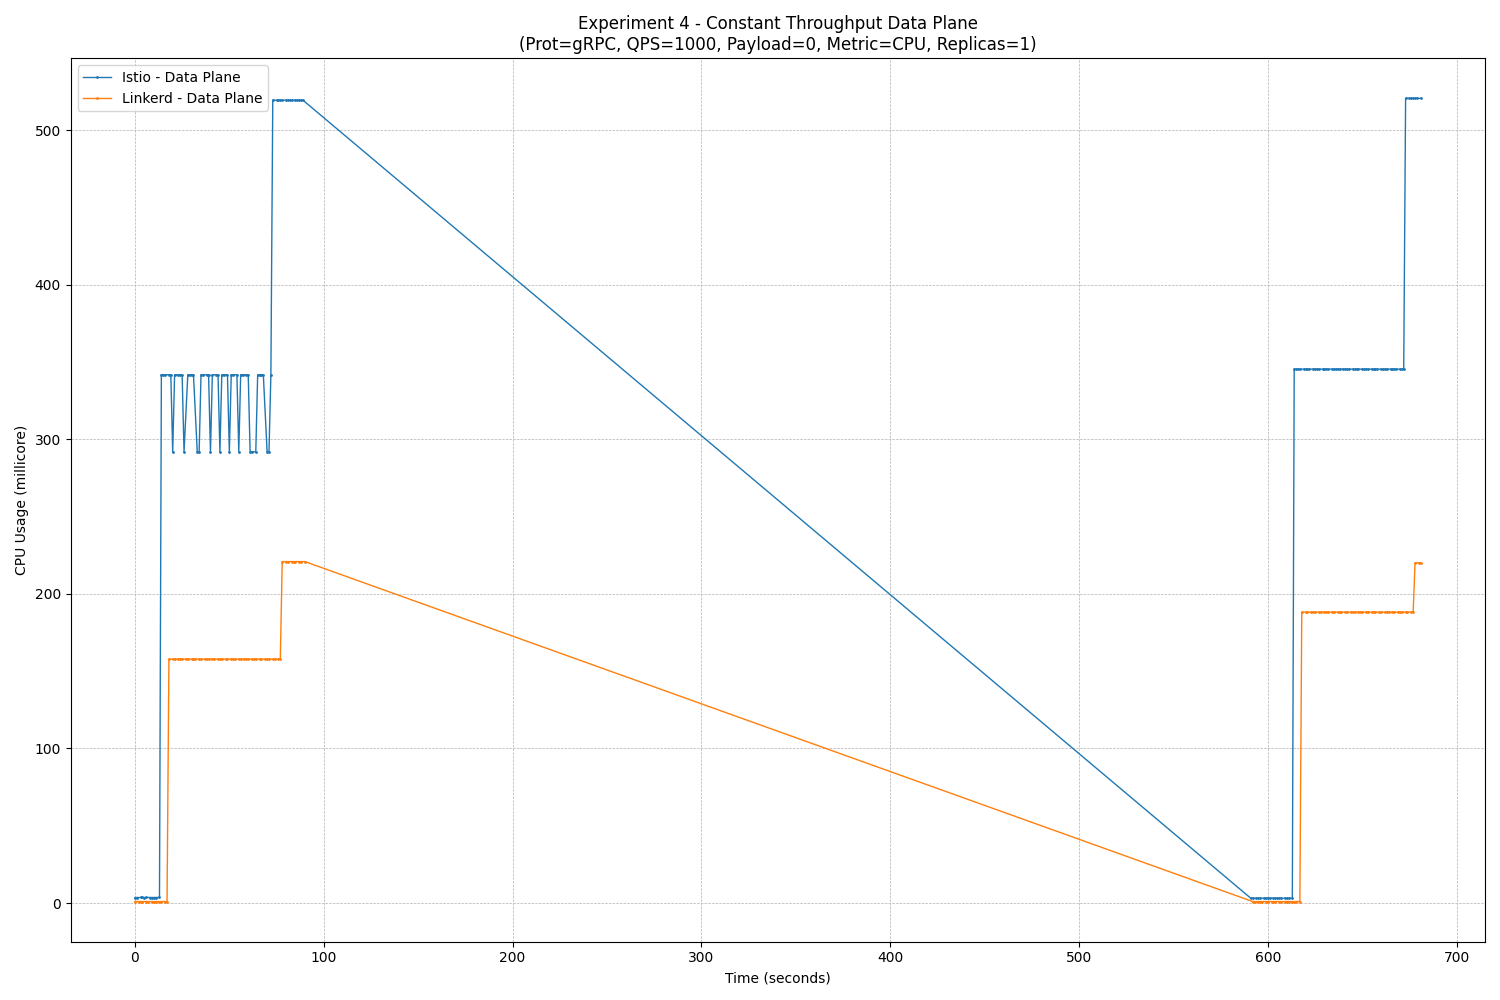 Experiment 4 - Constant Throughput Data Plane
(Prot=gRPC, QPS=1000, Payload=0, Metric=CPU, Replicas=1)
Istio - Data Plane
Linkerd - Data Plane
500
400
300
200
100
0
CPU Usage (millicore)
0 100 200 300 400 500 600 700
Time (seconds)